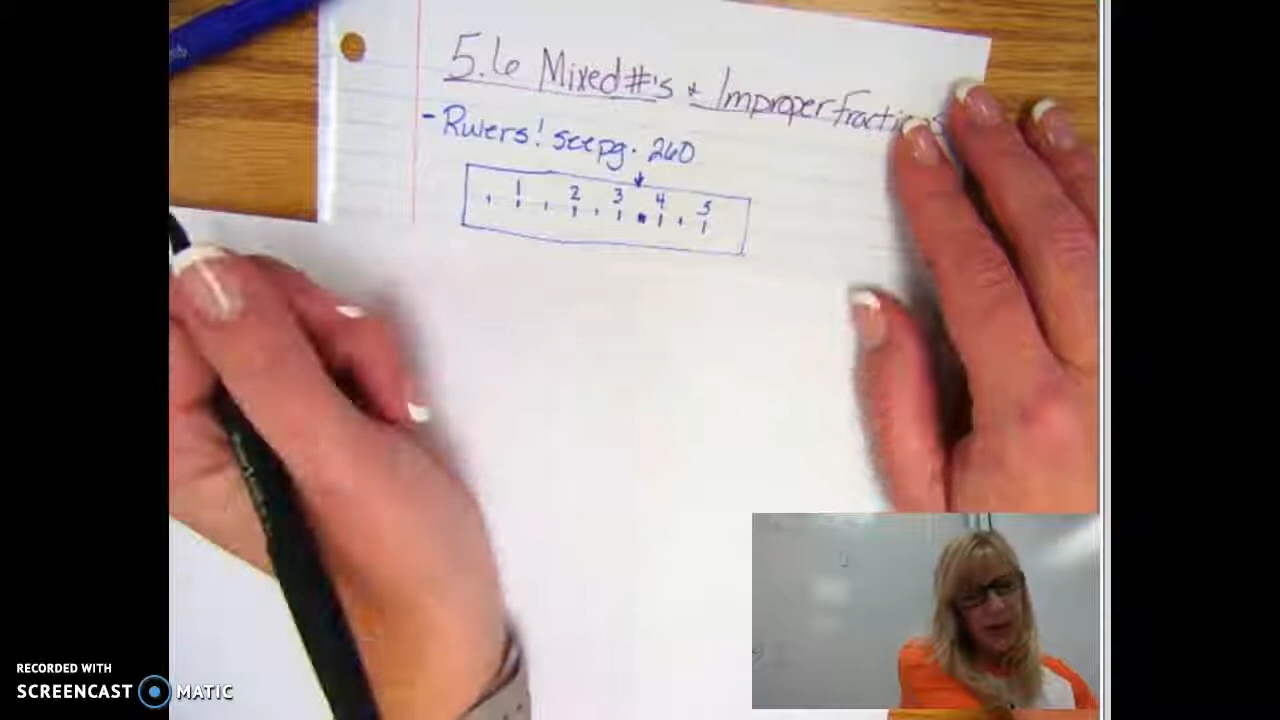 5.6 Mixed #'s + Improper fractions
- Rulers! see pg. 260
1 2 3 4 5
RECORDED WITH
SCREENCAST MATIC